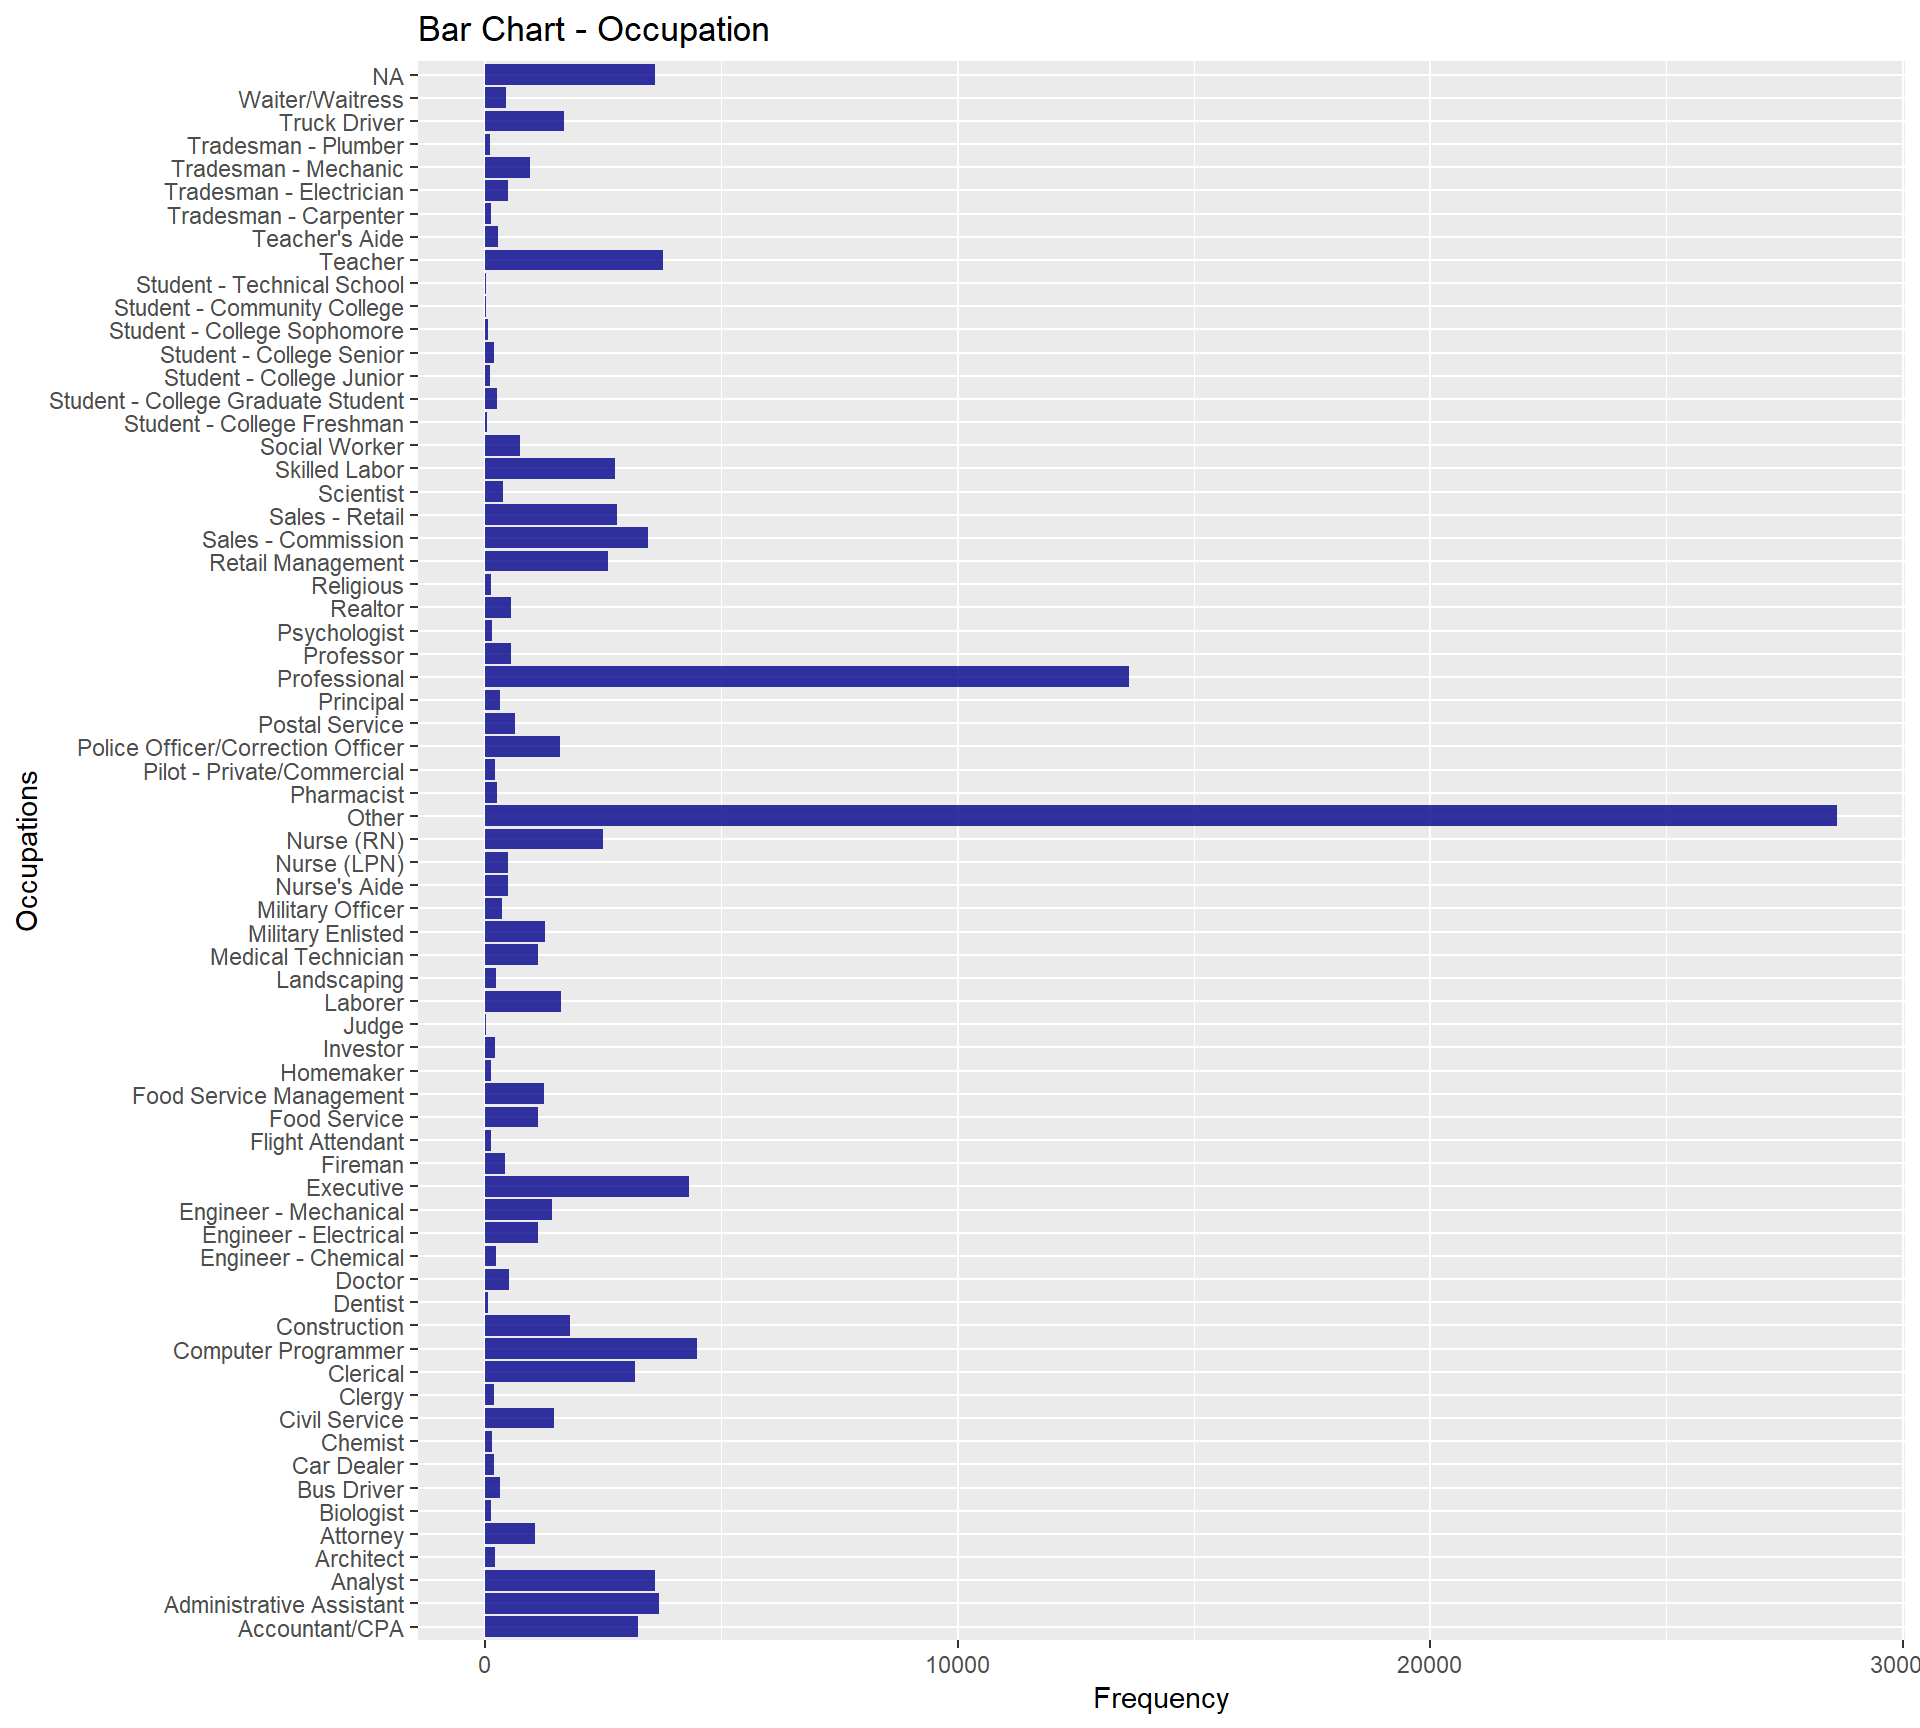 Bar Chart - Occupation
NA
Waiter/Waitress
Truck Driver
Tradesman - Plumber
Tradesman - Mechanic
Tradesman - Electrician
Tradesman - Carpenter
Teacher's Aide
Teacher
Student - Technical School
Student - Community College
Student - College Sophomore
Student - College Senior
Student - College Junior
Student - College Graduate Student
Student - College Freshman
Social Worker
Skilled Labor
Scientist
Sales - Retail
Sales - Commission
Retail Management
Religious
Realtor
Psychologist
Professor
Professional
Principal
Postal Service
Police Officer/Correction Officer
Pilot - Private/Commercial
Pharmacist
Other
Nurse (RN)
Nurse (LPN)
Nurse's Aide
Military Officer
Military Enlisted
Medical Technician
Landscaping
Laborer
Judge
Investor
Homemaker
Food Service Management
Food Service
Flight Attendant
Fireman
Executive
Engineer - Mechanical
Engineer - Electrical
Engineer - Chemical
Doctor
Dentist
Construction
Computer Programmer
Clerical
Clergy
Civil Service
Chemist
Car Dealer
Bus Driver
Biologist
Attorney
Architect
Analyst
Administrative Assistant
Accountant/CPA
Occupations
0 10000 20000 3000
Frequency